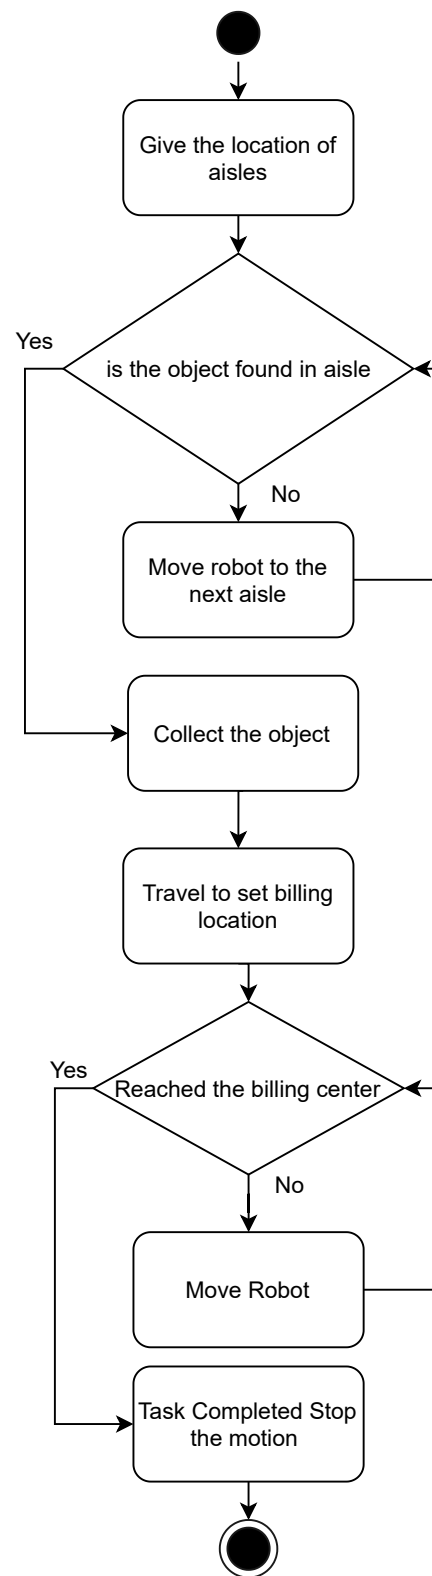 Give the location of
aisles
Yes
is the object found in aisle
No
Move robot to the
next aisle
Collect the object
Travel to set billing
location
Yes
Reached the billing center
No
Move Robot
Task Completed Stop
the motion